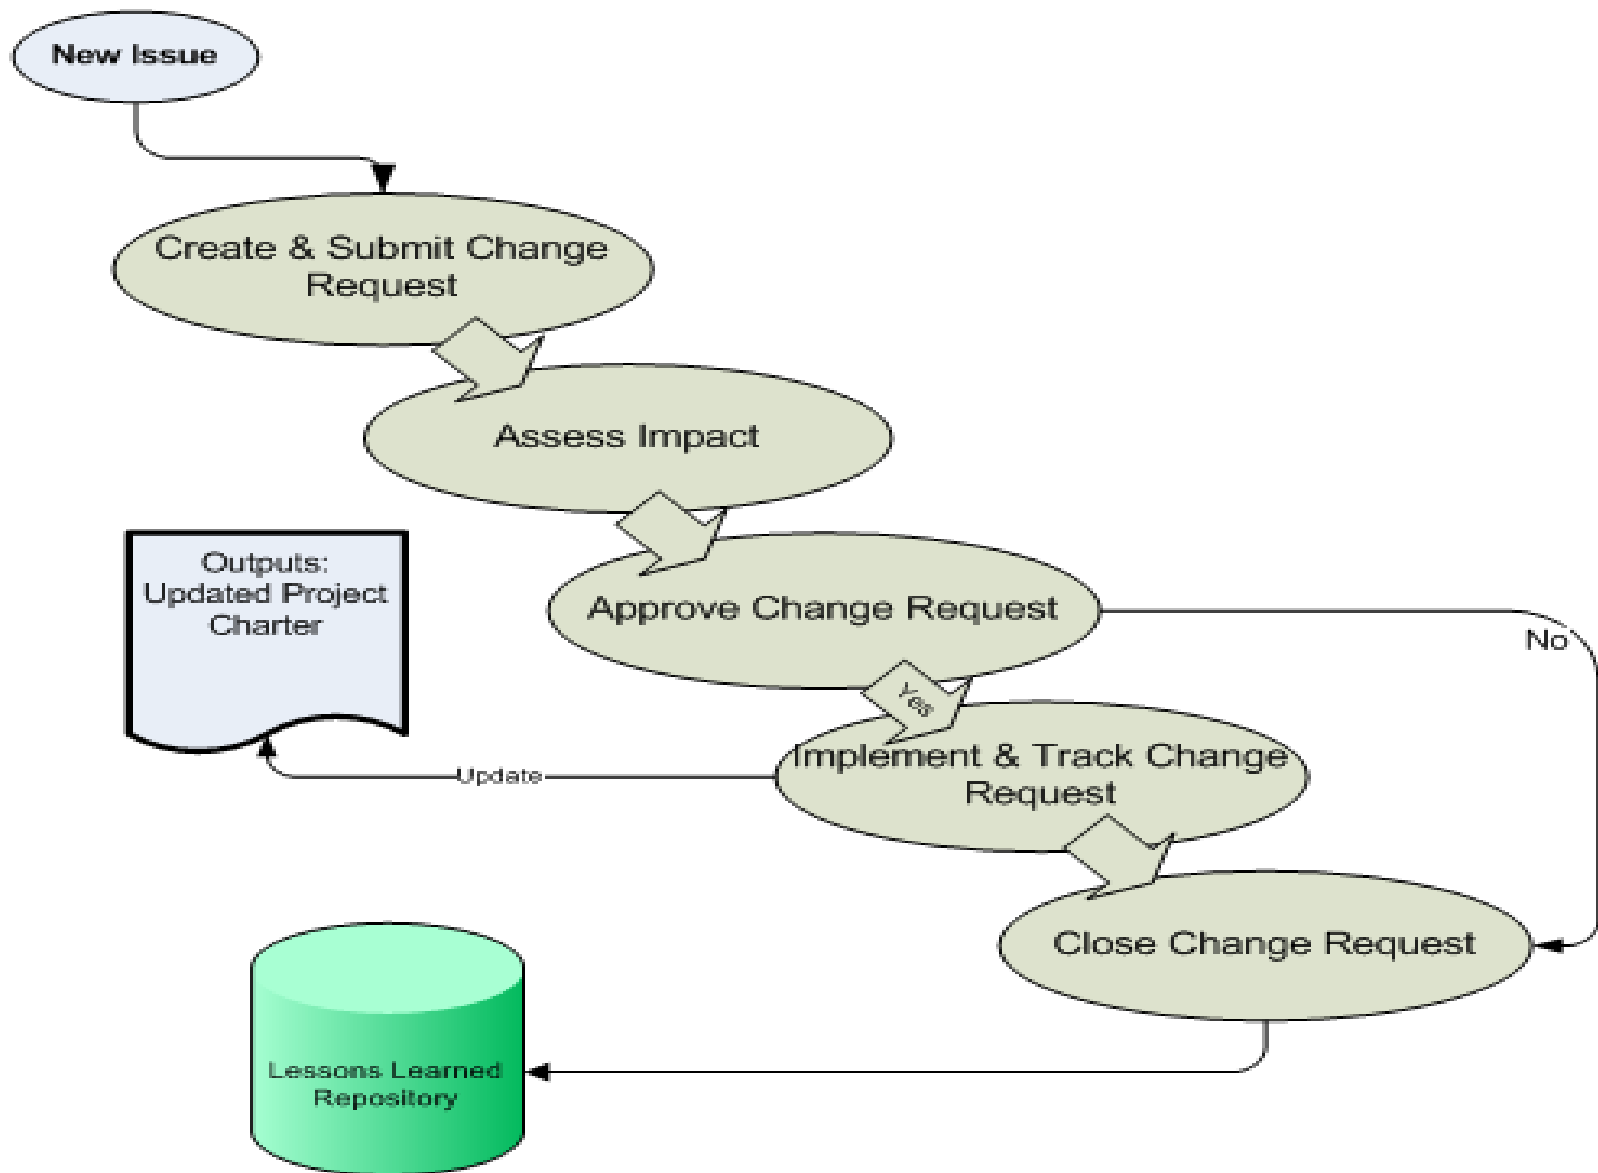 New Issue
Create & Submit Change
Request
Assess Impact
Outputs:
Updated Project
Charter
Approve Change Request
No
Yes
Implement & Track Change
Request
Update
Close Change Request
Lessons Learned
Repository